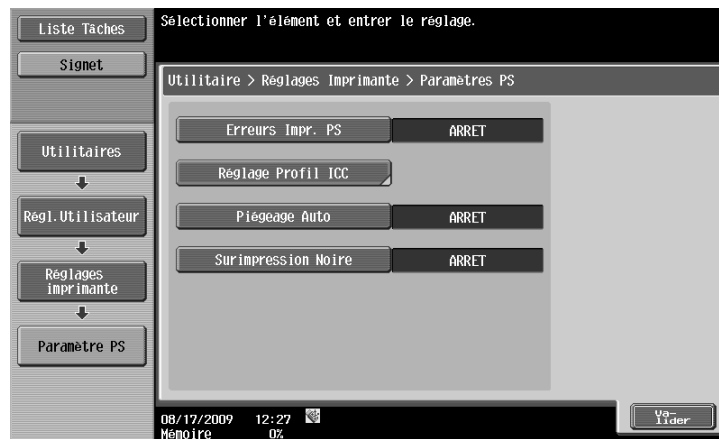 Liste Tâches
Sélectionner l'élément et entrer le réglage.
Signet
Utilitaire > Réglages Imprimante > Paramètres PS
Erreurs Impr. PS
ARRET
Utilitaires
Réglage Profil ICC
Régl.Utilisateur
Piégeage Auto
ARRET
Surimpression Noire
ARRET
Réglages
imprimante
Paramètre PS
08/17/2009 12:27
Mémoire 0%
Va-
lider